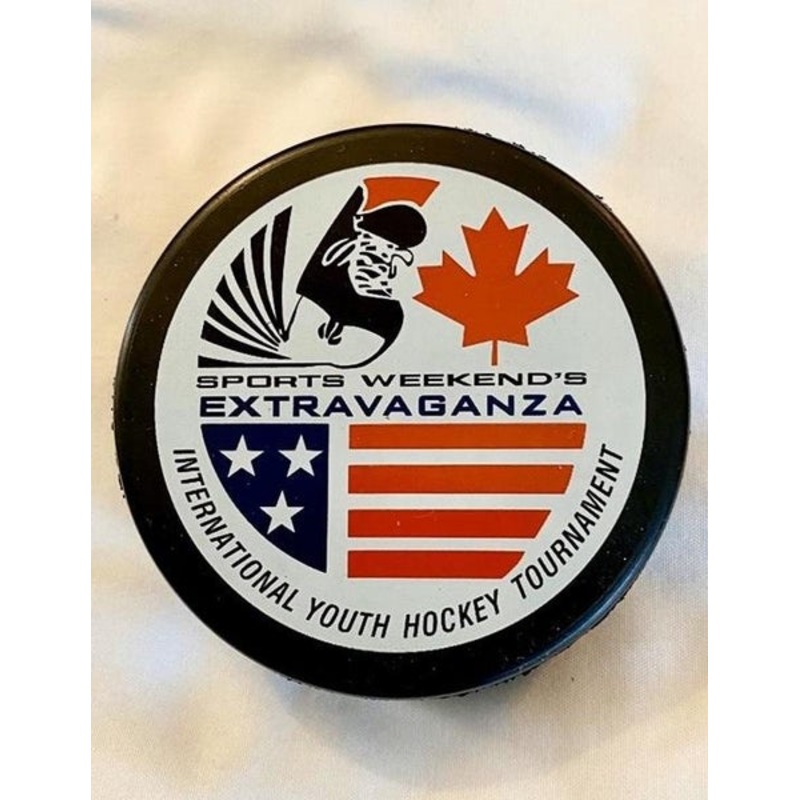 SPORTS WEEKEND'S
EXTRAVAGANZA
INTERNATIONAL YOUTH HOCKEY TOURNAMENT